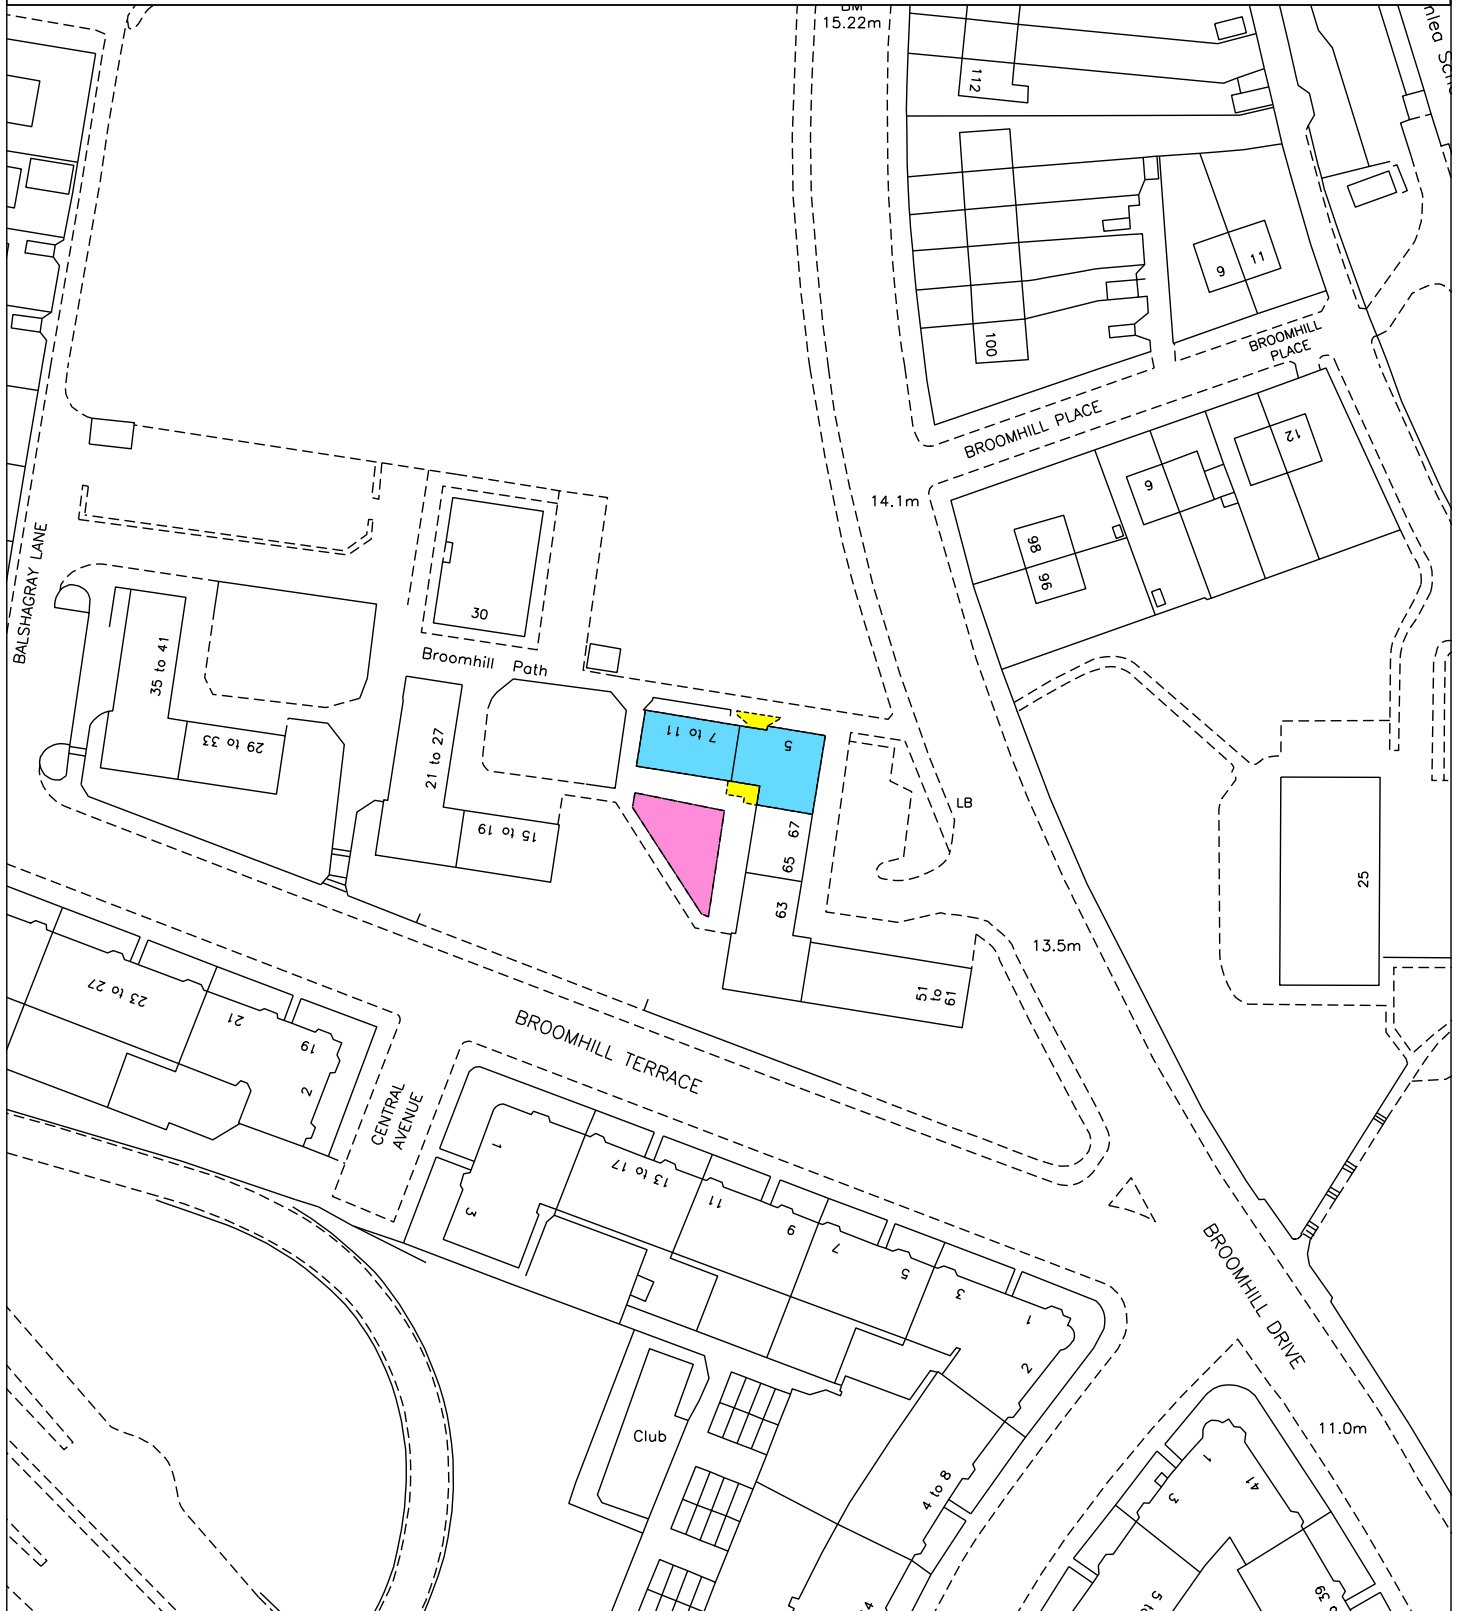 15.22m
112
9
11
100
BROOMHILL
PLACE
BROOMHILL PLACE
12
9
14.1m
98
96
BALSHAGRAY LANE
30
Broomhill Path
35 to 41
29 to 33
21 to 27
15 to 19
7 to 11
5
67
65
63
LB
25
13.5m
51
to
61
23 to 27
21
19
2
BROOMHILL TERRACE
CENTRAL
AVENUE
1
3
13 to 17
11
9
7
5
3
1
2
BROOMHILL DRIVE
Club
11.0m
4 to 8
1
3
41
39